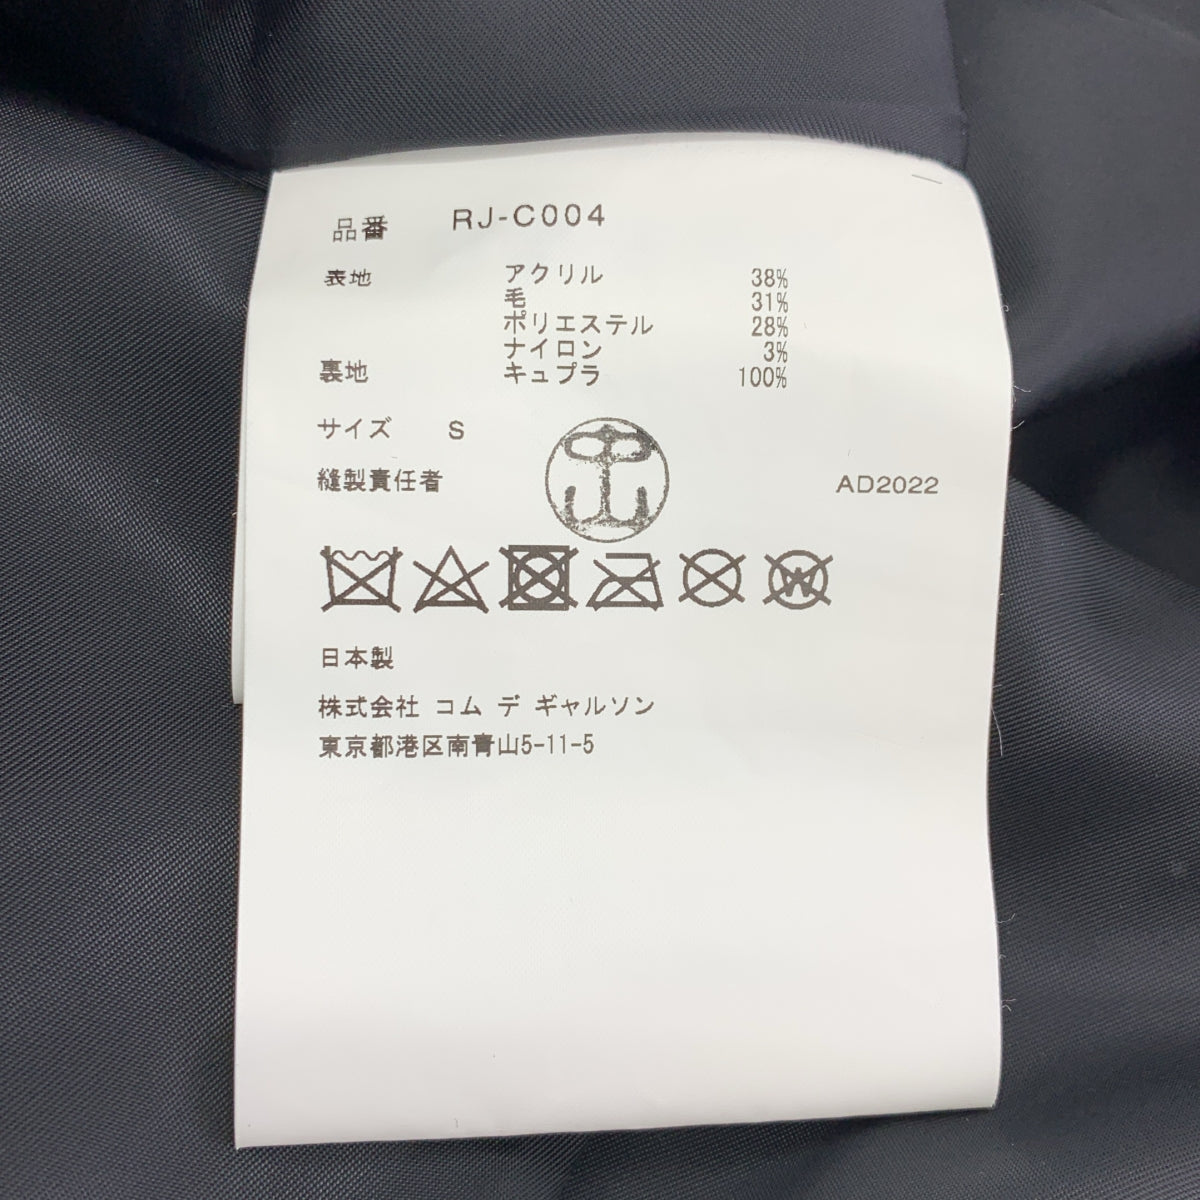 品番 RJ-C004
表地 アクリル 38%
毛 31%
ポリエステル 28%
ナイロン 3%
裏地 キュプラ 100%
サイズ S
縫製責任者 中山 AD2022
W
日本製
株式会社 コム デ ギャルソン
東京都港区南青山5-11-5